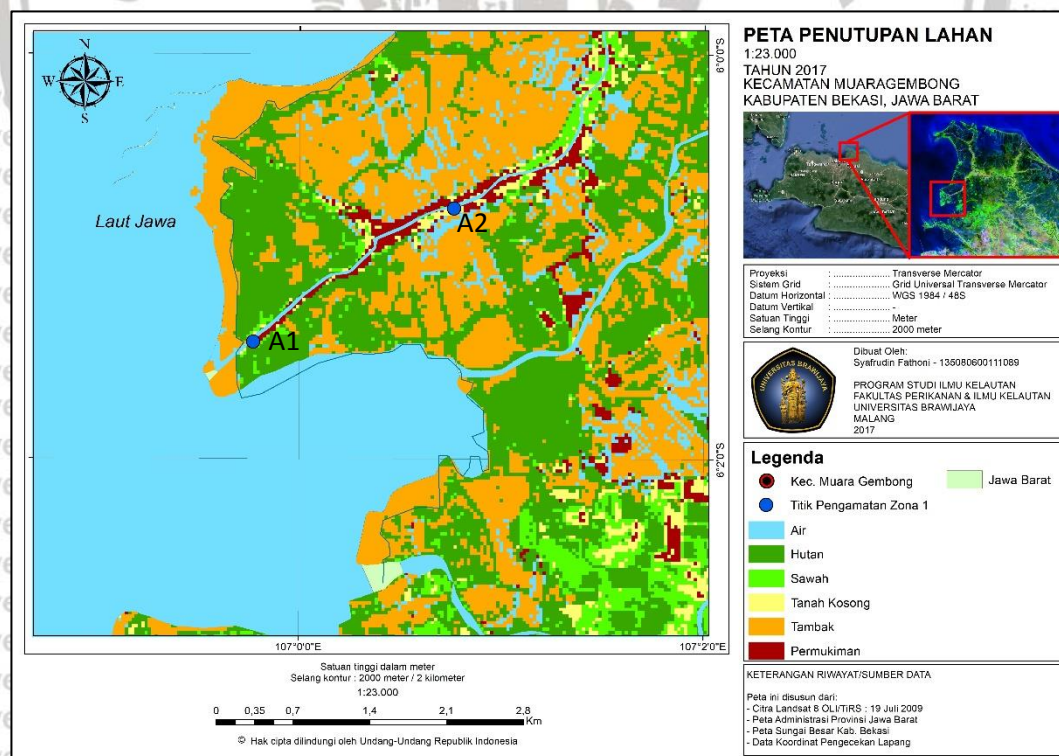 PETA PENUTUPAN LAHAN
1:23.000
TAHUN 2017
KECAMATAN MUARAGEMBONG
KABUPATEN BEKASI, JAWA BARAT
N
W E
S
Laut Jawa
A1
A2
6°0'0"S
6°2'0"S
107°0'0"E
107°2'0"E
Satuan tinggi dalam meter
Selang kontur : 2000 meter / 2 kilometer
1:23.000
0 0,35 0,7 1,4 2,1 2,8
Km
© Hak cipta dilindungi oleh Undang-Undang Republik Indonesia
Proyeksi : ..................... Transverse Mercator
Sistem Grid : ..................... Grid Universal Transverse Mercator
Datum Horizontal : ..................... WGS 1984 / 48S
Datum Vertikal : ..................... -
Satuan Tinggi : ..................... Meter
Selang Kontur : ..................... 2000 meter
UNIVERSITAS BRAWIJAYA
Dibuat Oleh:
Syafrudin Fathoni - 135080600111089
PROGRAM STUDI ILMU KELAUTAN
FAKULTAS PERIKANAN & ILMU KELAUTAN
UNIVERSITAS BRAWIJAYA
MALANG
2017
Legenda
Kec. Muara Gembong
Jawa Barat
Titik Pengamatan Zona 1
Air
Hutan
Sawah
Tanah Kosong
Tambak
Permukiman
KETERANGAN RIWAYAT/SUMBER DATA
Peta ini disusun dari:
- Citra Landsat 8 OLI/TIRS : 19 Juli 2009
- Peta Administrasi Provinsi Jawa Barat
- Peta Sungai Besar Kab. Bekasi
- Data Koordinat Pengecekan Lapang